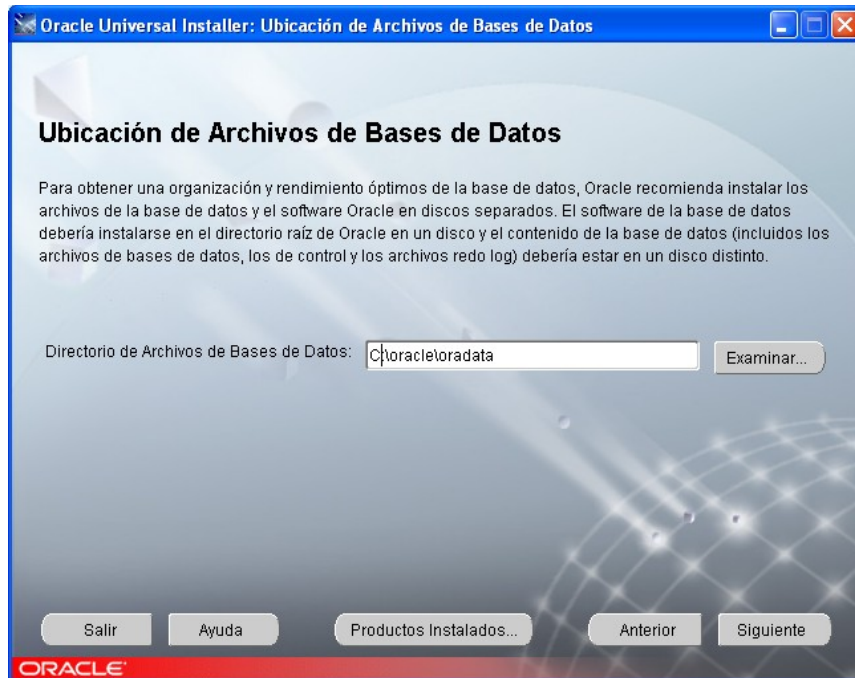 Oracle Universal Installer: Ubicación de Archivos de Bases de Datos
Ubicación de Archivos de Bases de Datos
Para obtener una organización y rendimiento óptimos de la base de datos, Oracle recomienda instalar los
archivos de la base de datos y el software Oracle en discos separados. El software de la base de datos
debería instalarse en el directorio raíz de Oracle en un disco y el contenido de la base de datos (incluidos los
archivos de bases de datos, los de control y los archivos redo log) debería estar en un disco distinto.
Directorio de Archivos de Bases de Datos: C:\oracle\oradata Examinar...
Salir Ayuda Productos Instalados... Anterior Siguiente
ORACLE